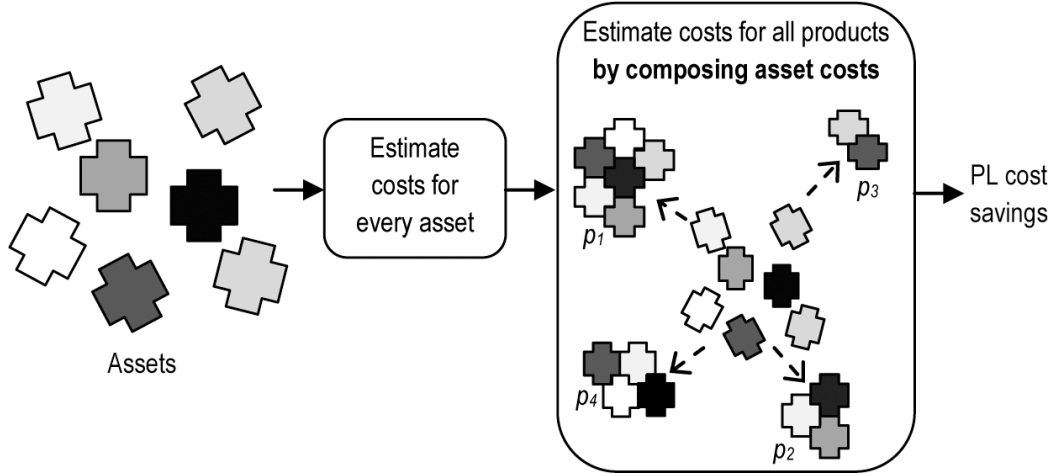 Assets
Estimate
costs for
every asset
Estimate costs for all products
by composing asset costs
p1
p3
p4
p2
PL cost
savings